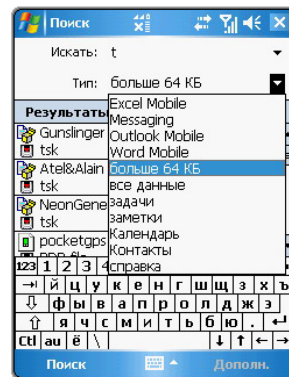 Поиск
Искать: t
Тип: больше 64 КБ
Результаты
Excel Mobile
Messaging
Outlook Mobile
Word Mobile
больше 64 КБ
все данные
задачи
заметки
Календарь
Контакты
справка
Gunslinger
tsk
Atel&Alain
tsk
NeonGene
tsk
pocketgps
123 1 2 3 4
й ц у к е н г ш щ з х ъ
ф ы в а п р о л д ж э
я ч с м и т ь б ю .
Ctl au ё \
Поиск Дополн.